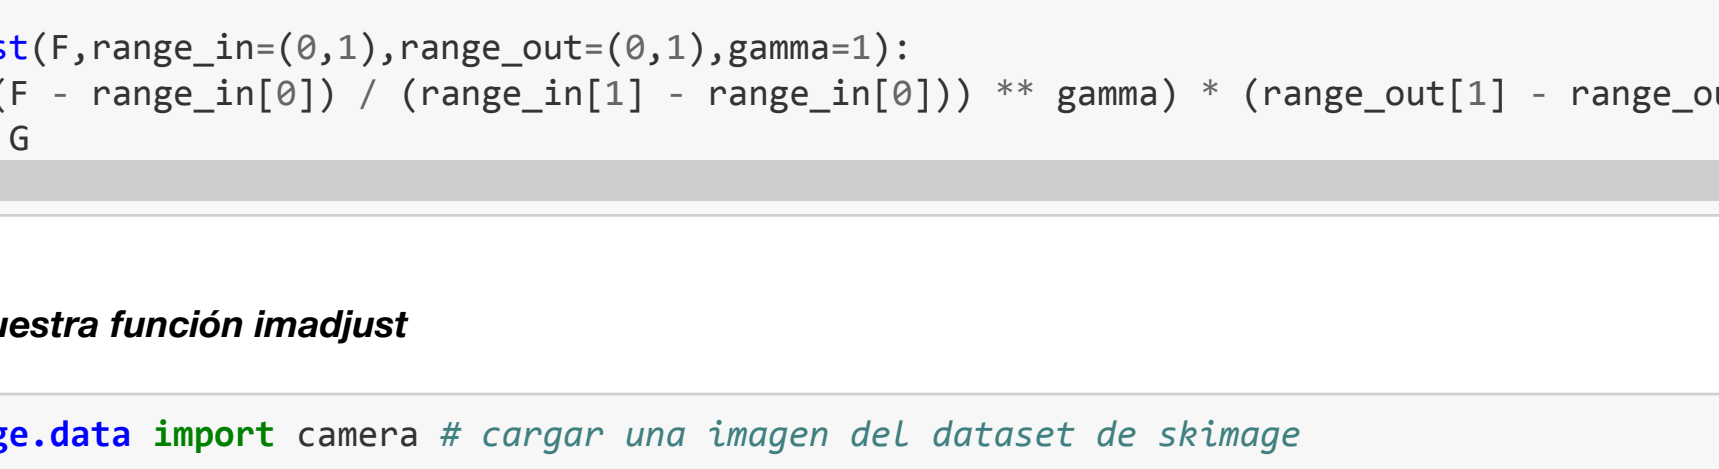 st(F,range_in=(0,1),range_out=(0,1),gamma=1):
(F - range_in[0]) / (range_in[1] - range_in[0])) ** gamma) * (range_out[1] - range_ou
G
uestra función imadjust
ge.data import camera # cargar una imagen del dataset de skimage